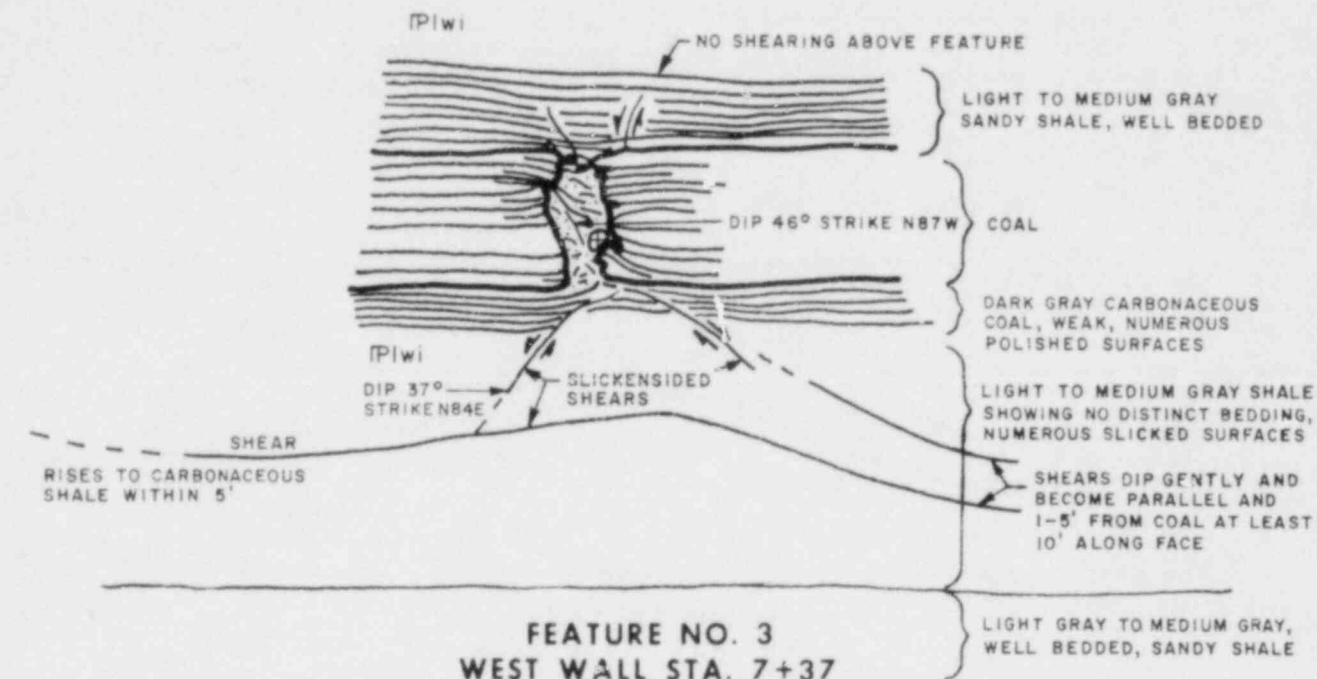 ℙwi
NO SHEARING ABOVE FEATURE
LIGHT TO MEDIUM GRAY
SANDY SHALE, WELL BEDDED
DIP 46° STRIKE N87W
COAL
DARK GRAY CARBONACEOUS
COAL, WEAK, NUMEROUS
POLISHED SURFACES
ℙwi
DIP 37°
STRIKE N84E
SLICKENSIDED
SHEARS
LIGHT TO MEDIUM GRAY SHALE
SHOWING NO DISTINCT BEDDING,
NUMEROUS SLICKED SURFACES
SHEAR
RISES TO CARBONACEOUS
SHALE WITHIN 5'
SHEARS DIP GENTLY AND
BECOME PARALLEL AND
1-5' FROM COAL AT LEAST
10' ALONG FACE
FEATURE NO. 3
WEST WALL STA. 7+37
LIGHT GRAY TO MEDIUM GRAY,
WELL BEDDED, SANDY SHALE